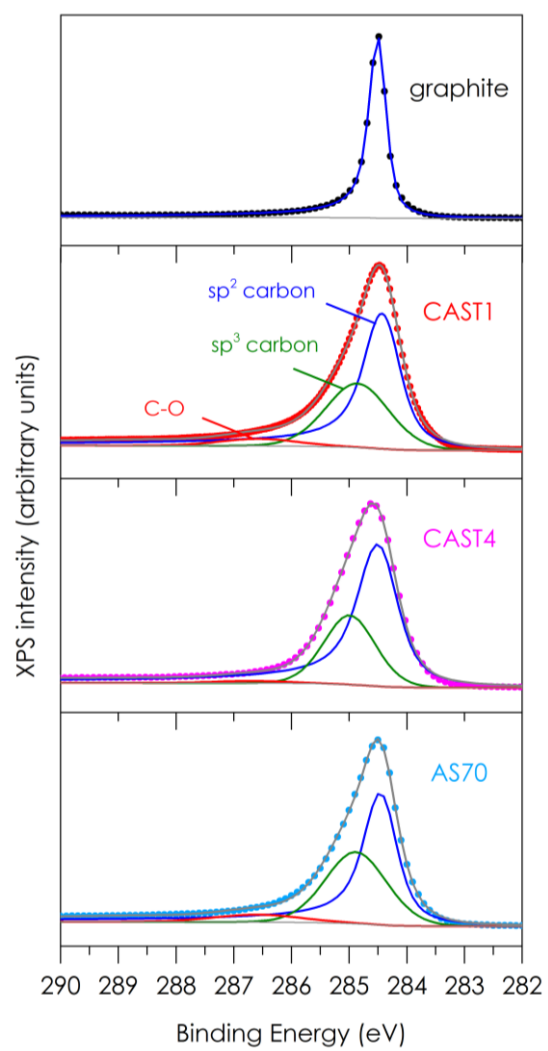 graphite
sp² carbon
CAST1
sp³ carbon
C-O
CAST4
AS70
XPS intensity (arbitrary units)
290 289 288 287 286 285 284 283 282
Binding Energy (eV)